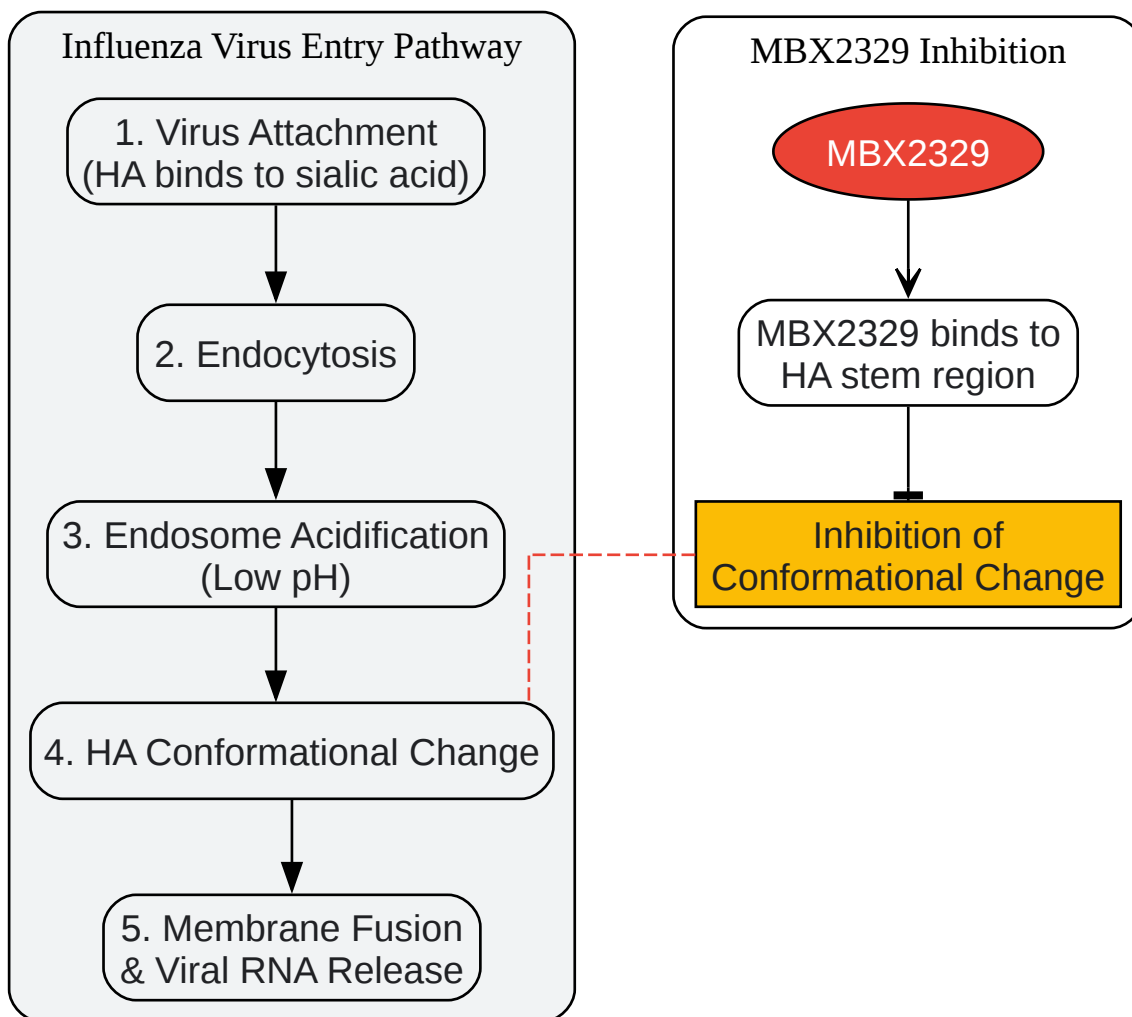 Influenza Virus Entry Pathway
1. Virus Attachment
(HA binds to sialic acid)
2. Endocytosis
3. Endosome Acidification
(Low pH)
4. HA Conformational Change
5. Membrane Fusion
& Viral RNA Release
MBX2329 Inhibition
MBX2329
MBX2329 binds to
HA stem region
Inhibition of
Conformational Change